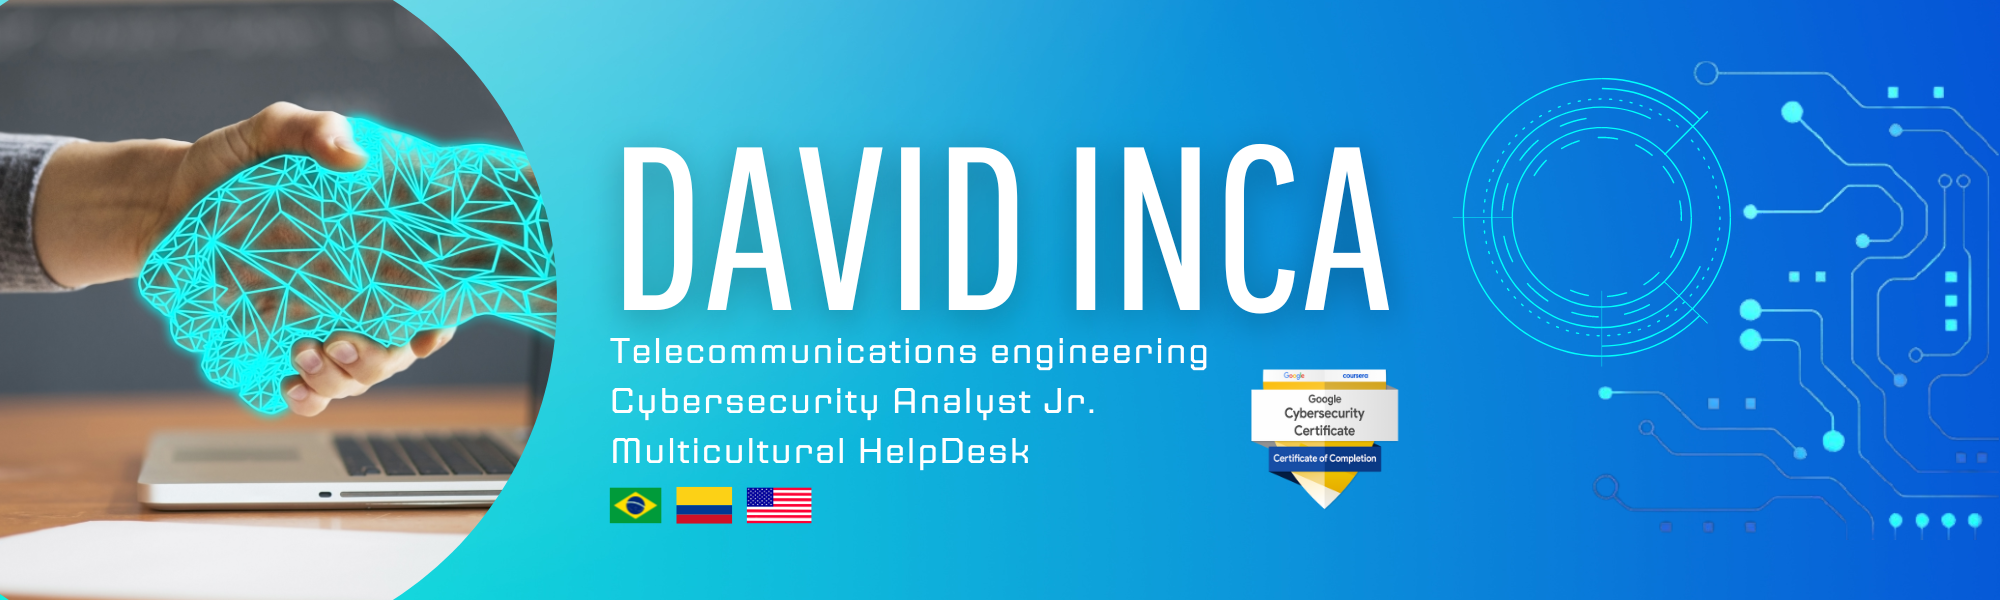 DAVID INCA
Telecommunications engineering
Cybersecurity Analyst Jr.
Multicultural HelpDesk
Google coursera
Google
Cybersecurity
Certificate
Certificate of Completion